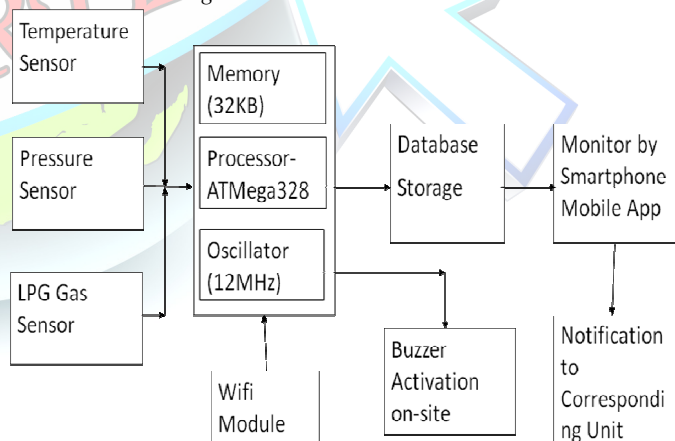 Temperature
Sensor
Pressure
Sensor
LPG Gas
Sensor
Memory
(32KB)
Processor-
ATMega328
Oscillator
(12MHz)
Wifi
Module
Database
Storage
Buzzer
Activation
on-site
Monitor by
Smartphone
Mobile App
Notification
to
Correspondi
ng Unit